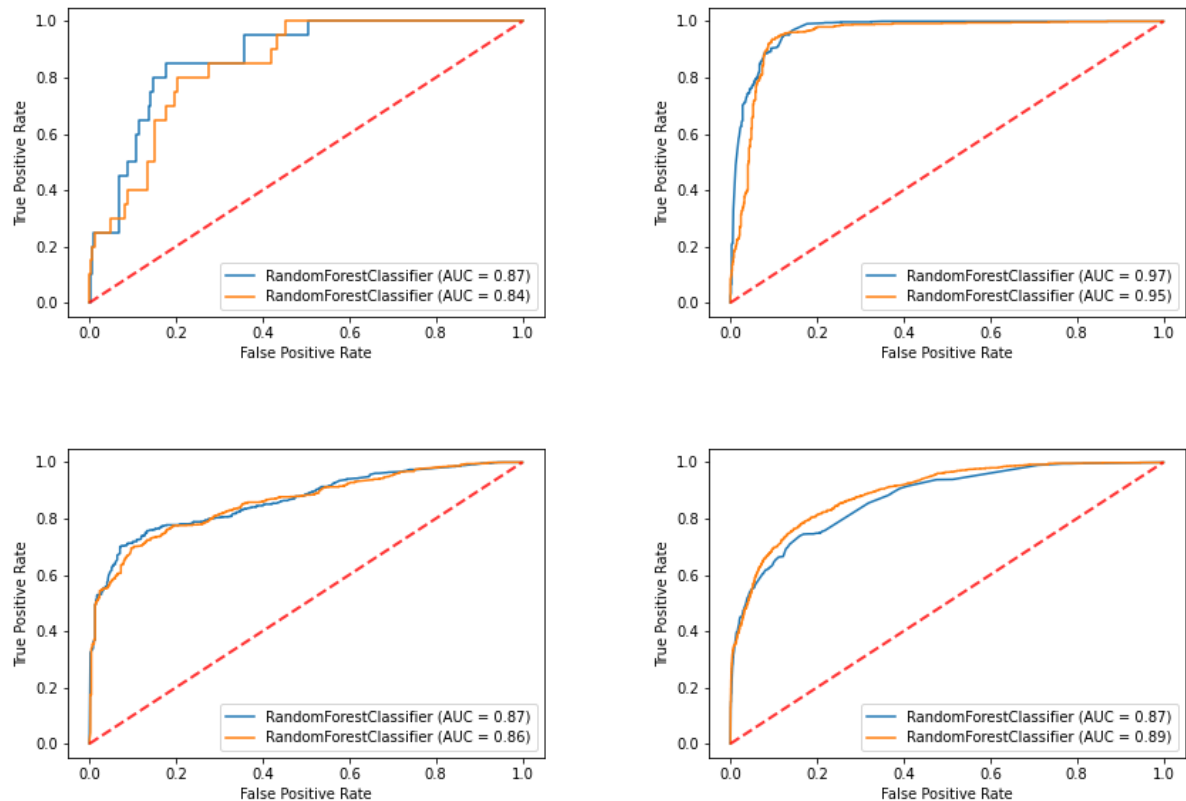 1.0
0.8
0.6
0.4
0.2
0.0
True Positive Rate
RandomForestClassifier (AUC = 0.87)
RandomForestClassifier (AUC = 0.84)
0.0 0.2 0.4 0.6 0.8 1.0
False Positive Rate
1.0
0.8
0.6
0.4
0.2
0.0
True Positive Rate
RandomForestClassifier (AUC = 0.97)
RandomForestClassifier (AUC = 0.95)
0.0 0.2 0.4 0.6 0.8 1.0
False Positive Rate
1.0
0.8
0.6
0.4
0.2
0.0
True Positive Rate
RandomForestClassifier (AUC = 0.87)
RandomForestClassifier (AUC = 0.86)
0.0 0.2 0.4 0.6 0.8 1.0
False Positive Rate
1.0
0.8
0.6
0.4
0.2
0.0
True Positive Rate
RandomForestClassifier (AUC = 0.87)
RandomForestClassifier (AUC = 0.89)
0.0 0.2 0.4 0.6 0.8 1.0
False Positive Rate